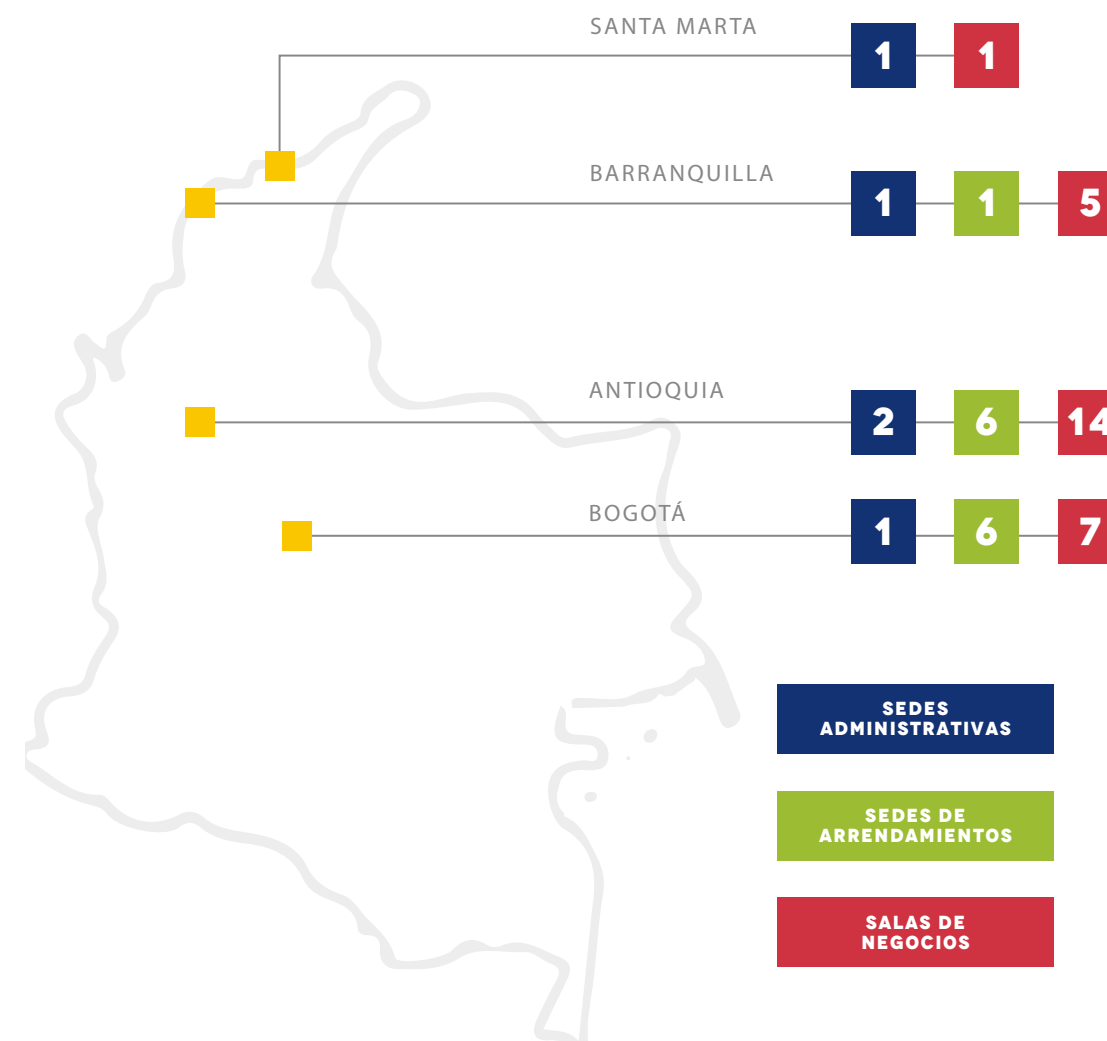 SANTA MARTA
1 1
BARRANQUILLA
1 1 5
ANTIOQUIA
2 6 14
BOGOTÁ
1 6 7
SEDES
ADMINISTRATIVAS
SEDES DE
ARRENDAMIENTOS
SALAS DE
NEGOCIOS